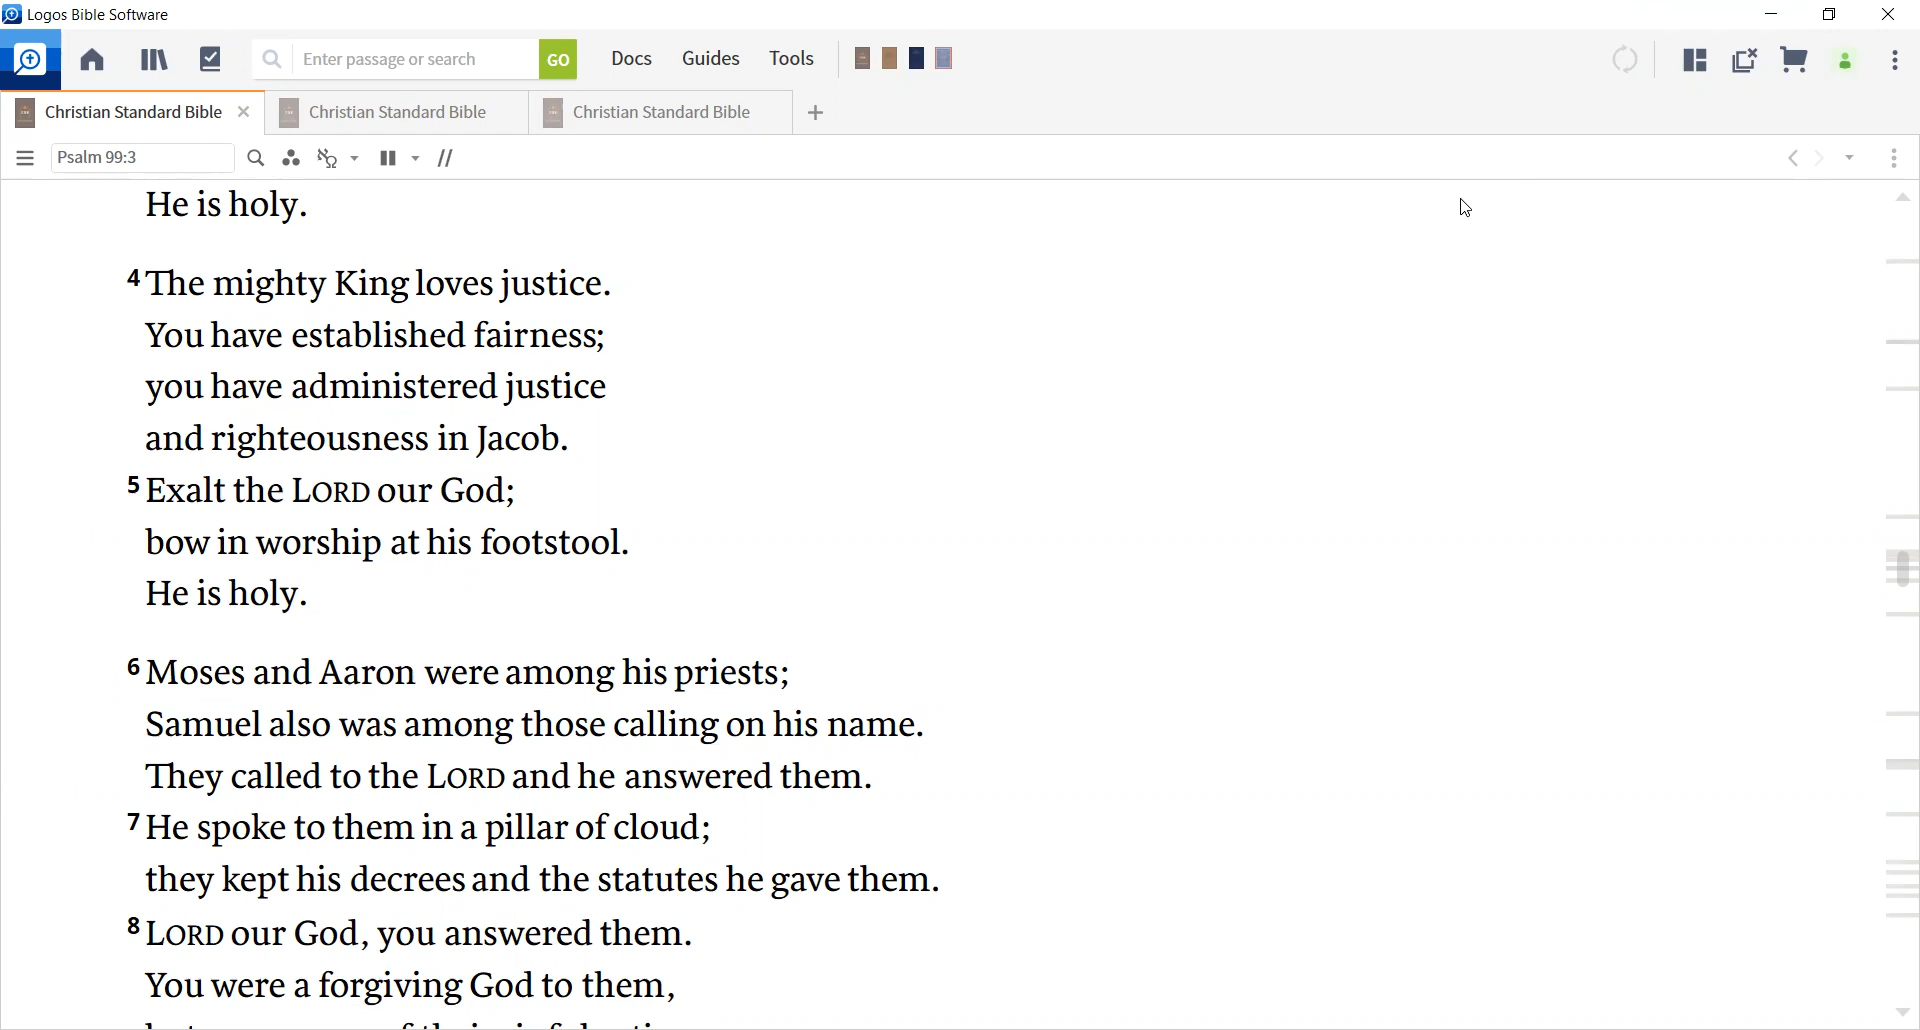 Logos Bible Software
Enter passage or search GO Docs Guides Tools
Christian Standard Bible Christian Standard Bible Christian Standard Bible
Psalm 99:3
He is holy.
4 The mighty King loves justice.
You have established fairness;
you have administered justice
and righteousness in Jacob.
5 Exalt the LORD our God;
bow in worship at his footstool.
He is holy.
6 Moses and Aaron were among his priests;
Samuel also was among those calling on his name.
They called to the LORD and he answered them.
7 He spoke to them in a pillar of cloud;
they kept his decrees and the statutes he gave them.
8 LORD our God, you answered them.
You were a forgiving God to them,